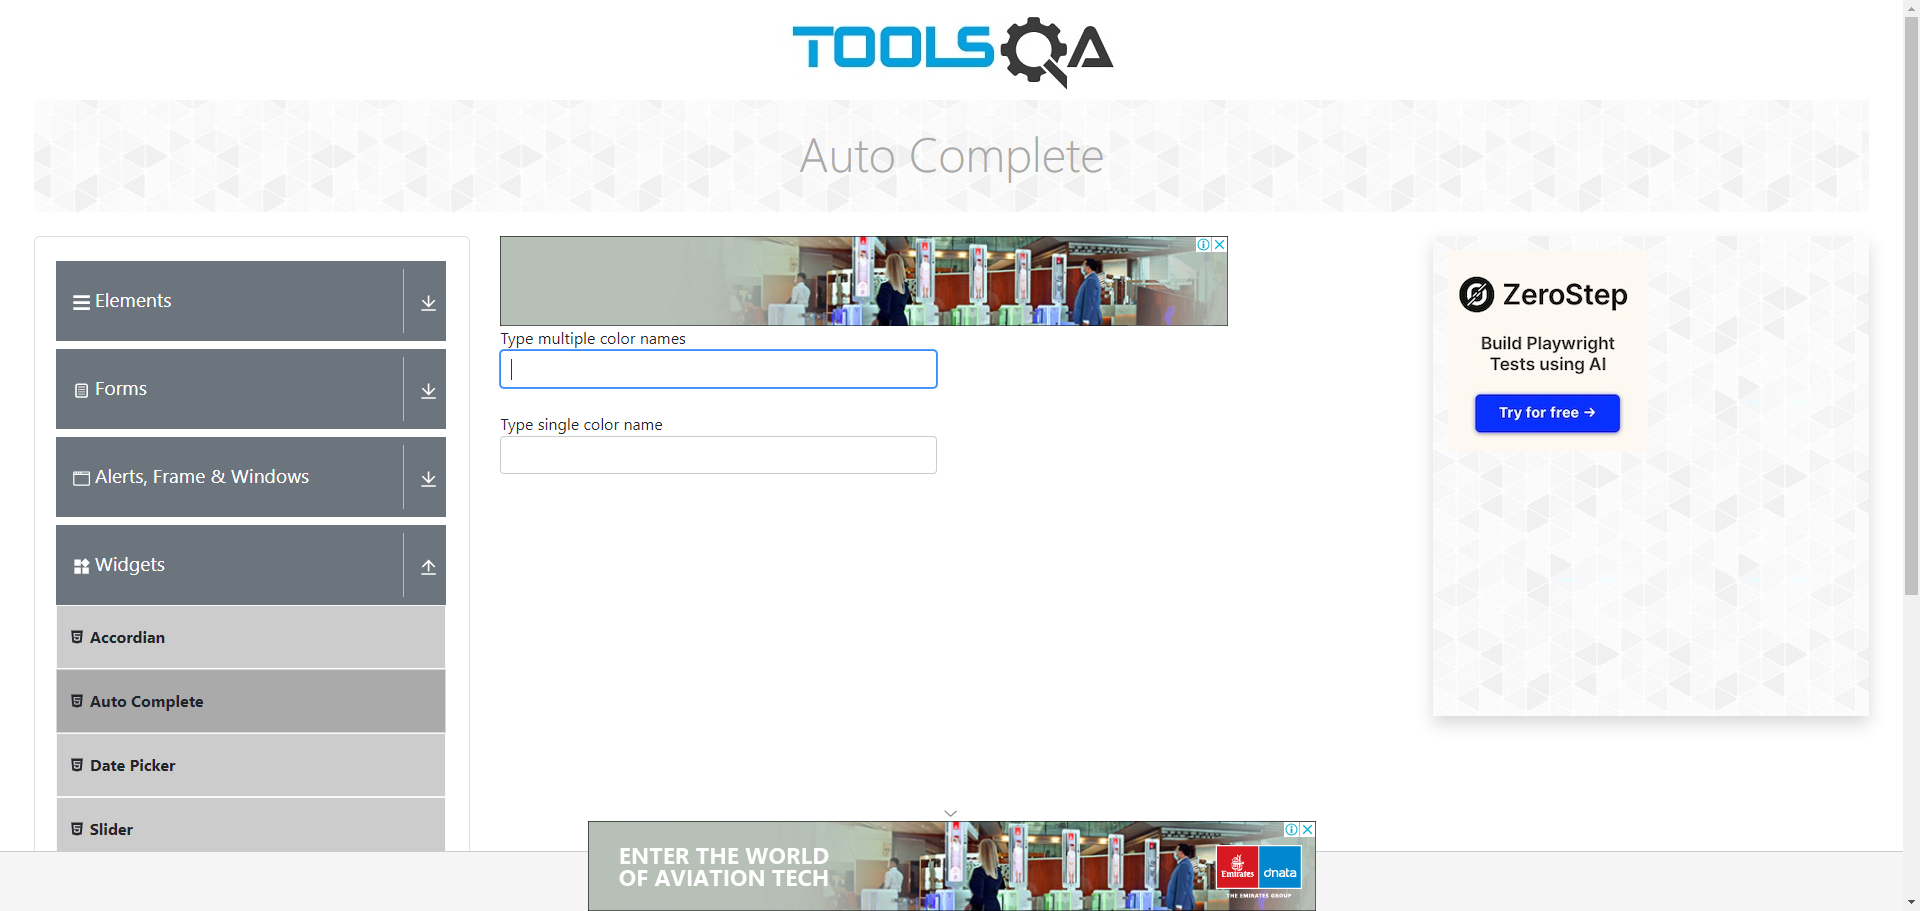 TOOLSQA
Auto Complete
Elements
Forms
Alerts, Frame & Windows
Widgets
Accordian
Auto Complete
Date Picker
Slider
Type multiple color names
Type single color name
ZeroStep
Build Playwright
Tests using AI
Try for free →
ENTER THE WORLD
OF AVIATION TECH
Emirates
dnata
THE EMIRATES GROUP